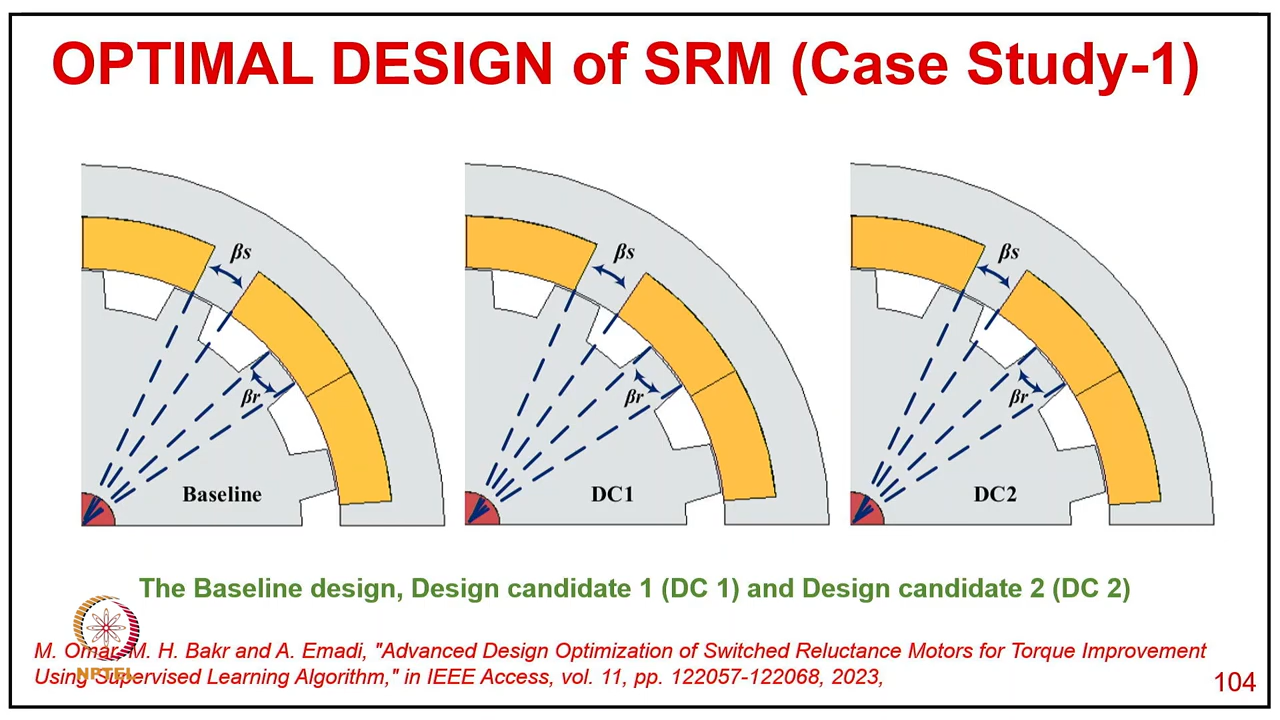 OPTIMAL DESIGN of SRM (Case Study-1)
βs
βs
βs
βr
βr
βr
Baseline
DC1
DC2
The Baseline design, Design candidate 1 (DC 1) and Design candidate 2 (DC 2)
M. Omar, M. H. Bakr and A. Emadi, "Advanced Design Optimization of Switched Reluctance Motors for Torque Improvement
Using Supervised Learning Algorithm," in IEEE Access, vol. 11, pp. 122057-122068, 2023,
NPTEL
104